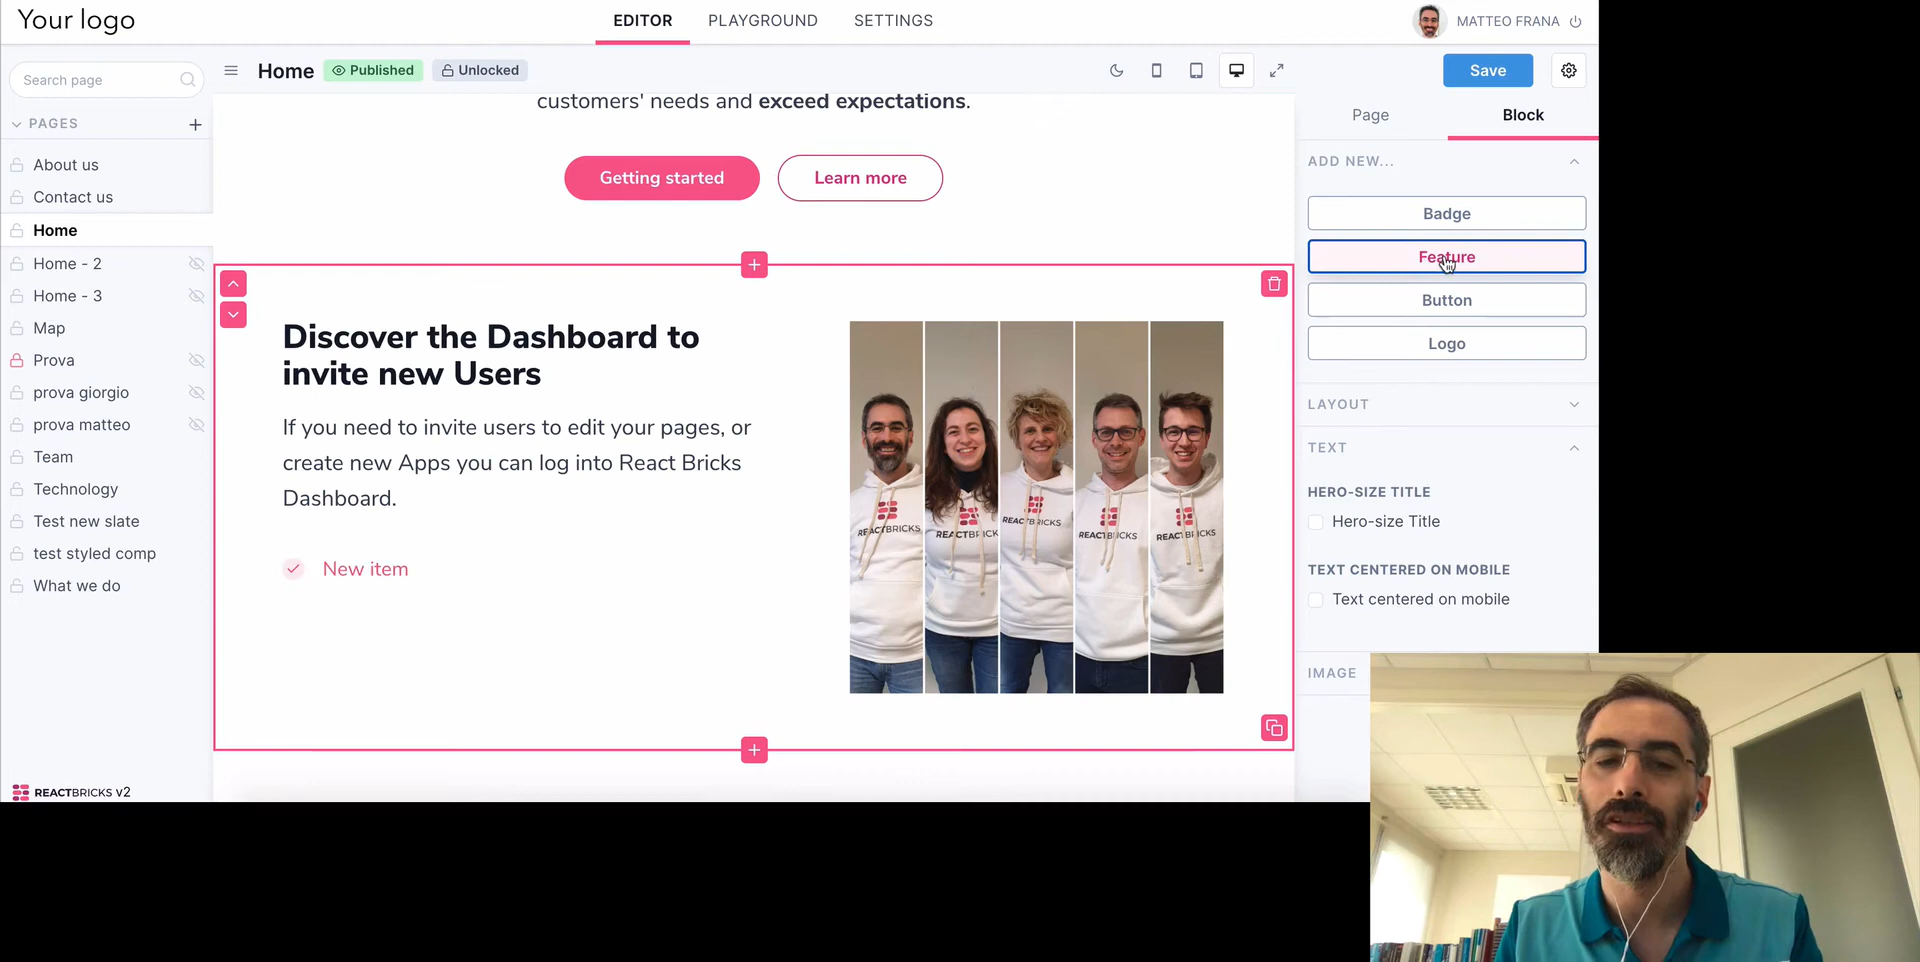 Your logo
EDITOR
PLAYGROUND
SETTINGS
MATTEO FRANA
Search page
Home
Published
Unlocked
Save
PAGES
About us
Contact us
Home
Home - 2
Home - 3
Map
Prova
prova giorgio
prova matteo
Team
Technology
Test new slate
test styled comp
What we do
REACTBRICKS v2
customers' needs and exceed expectations.
Getting started
Learn more
Discover the Dashboard to
invite new Users
If you need to invite users to edit your pages, or
create new Apps you can log into React Bricks
Dashboard.
New item
REACTBRICKS
REACTBRICK
REACTBRICKS
REACTBRICKS
REACTBRICKS
Page
Block
ADD NEW...
Badge
Feature
Button
Logo
LAYOUT
TEXT
HERO-SIZE TITLE
Hero-size Title
TEXT CENTERED ON MOBILE
Text centered on mobile
IMAGE